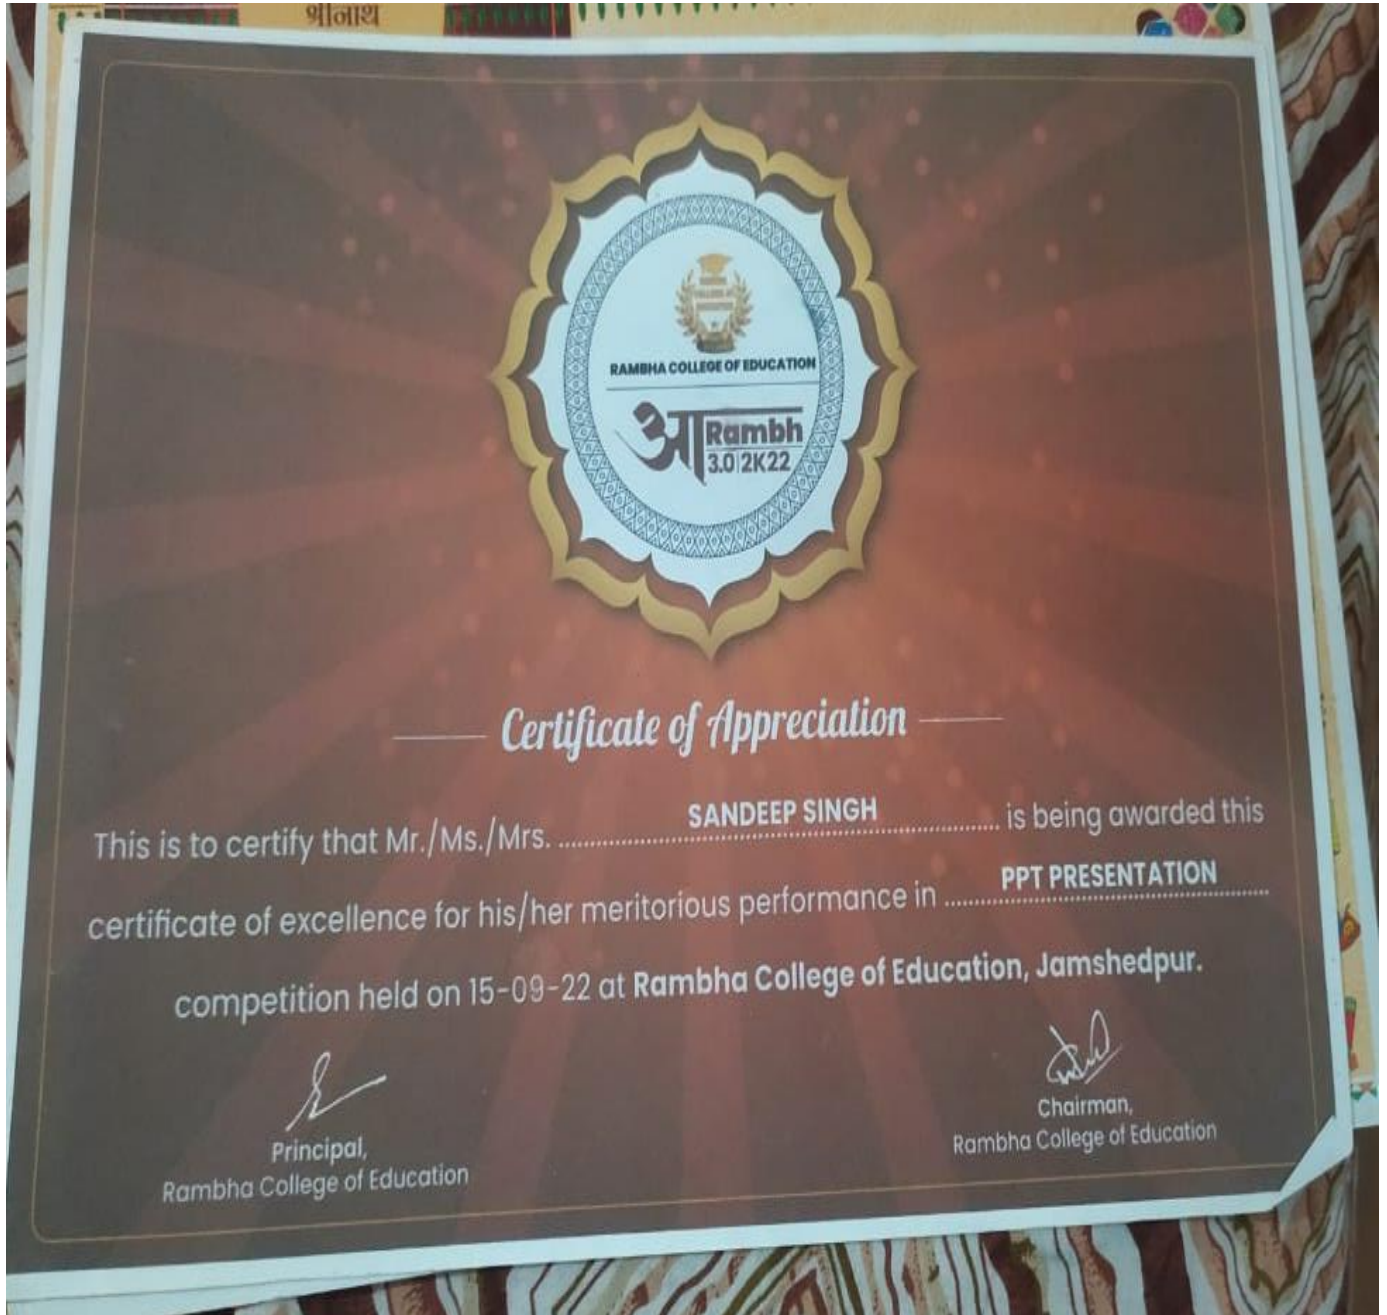 श्रीनाथ
RAMBHA COLLEGE OF EDUCATION
आRambh
3.0|2K22
Certificate of Appreciation
This is to certify that Mr./Ms./Mrs. SANDEEP SINGH is being awarded this
certificate of excellence for his/her meritorious performance in PPT PRESENTATION
competition held on 15-09-22 at Rambha College of Education, Jamshedpur.
Principal,
Rambha College of Education
Chairman,
Rambha College of Education